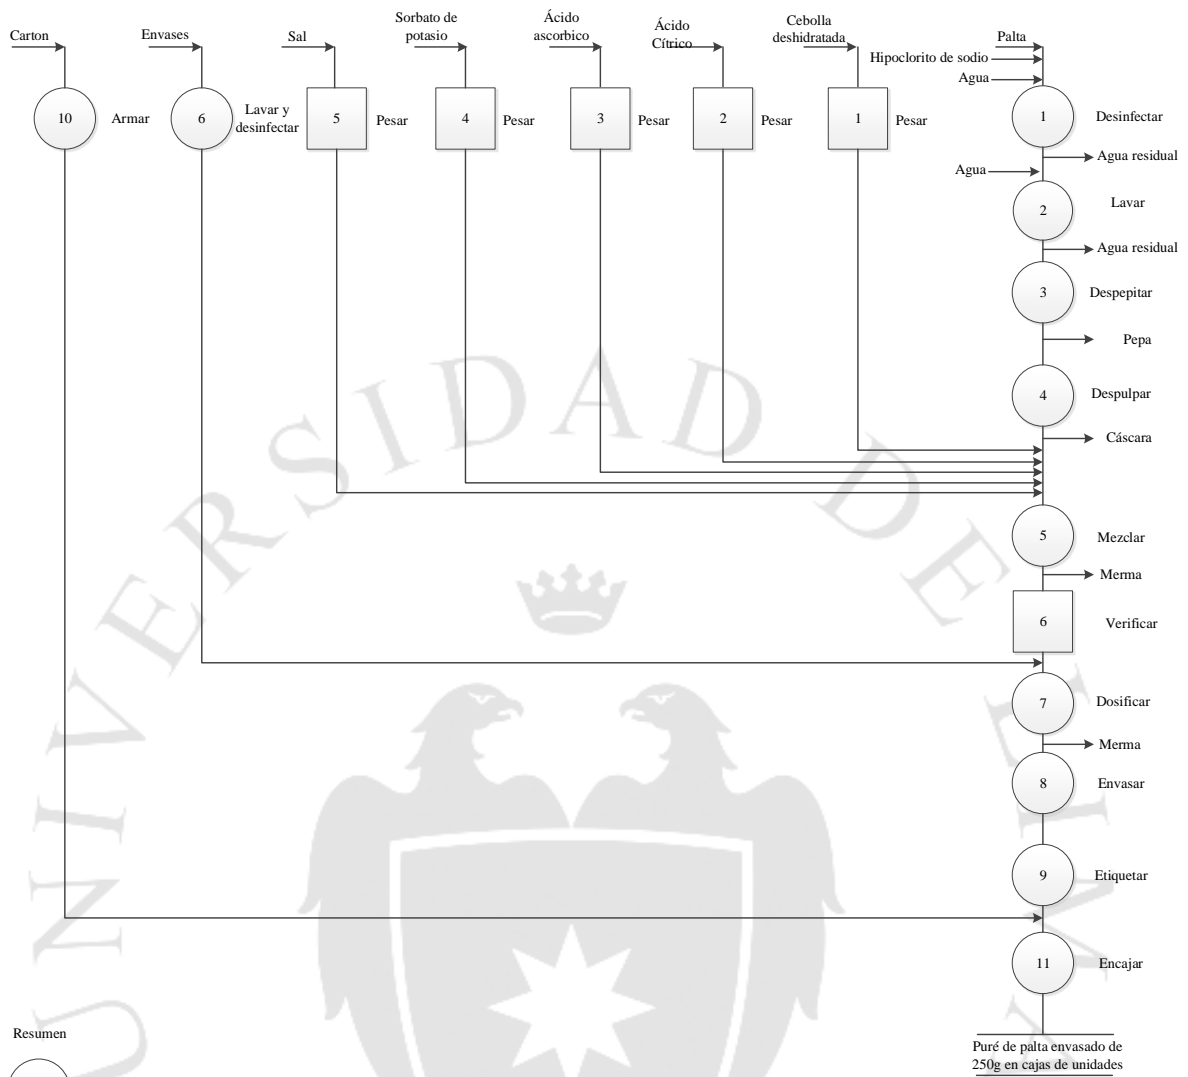 Carton
Envases
Sal
Sorbato de
potasio
Ácido
ascorbico
Ácido
Cítrico
Cebolla
deshidratada
Palta
Hipoclorito de sodio
Agua
10
Armar
6
Lavar y
desinfectar
5
Pesar
4
Pesar
3
Pesar
2
Pesar
1
Pesar
1
Desinfectar
Agua residual
Agua
2
Lavar
Agua residual
3
Despepitar
Pepa
4
Despulpar
Cáscara
5
Mezclar
Merma
6
Verificar
7
Dosificar
Merma
8
Envasar
9
Etiquetar
11
Encajar
Resumen
Puré de palta envasado de
250g en cajas de unidades
UNIVERSIDAD DE LIMA